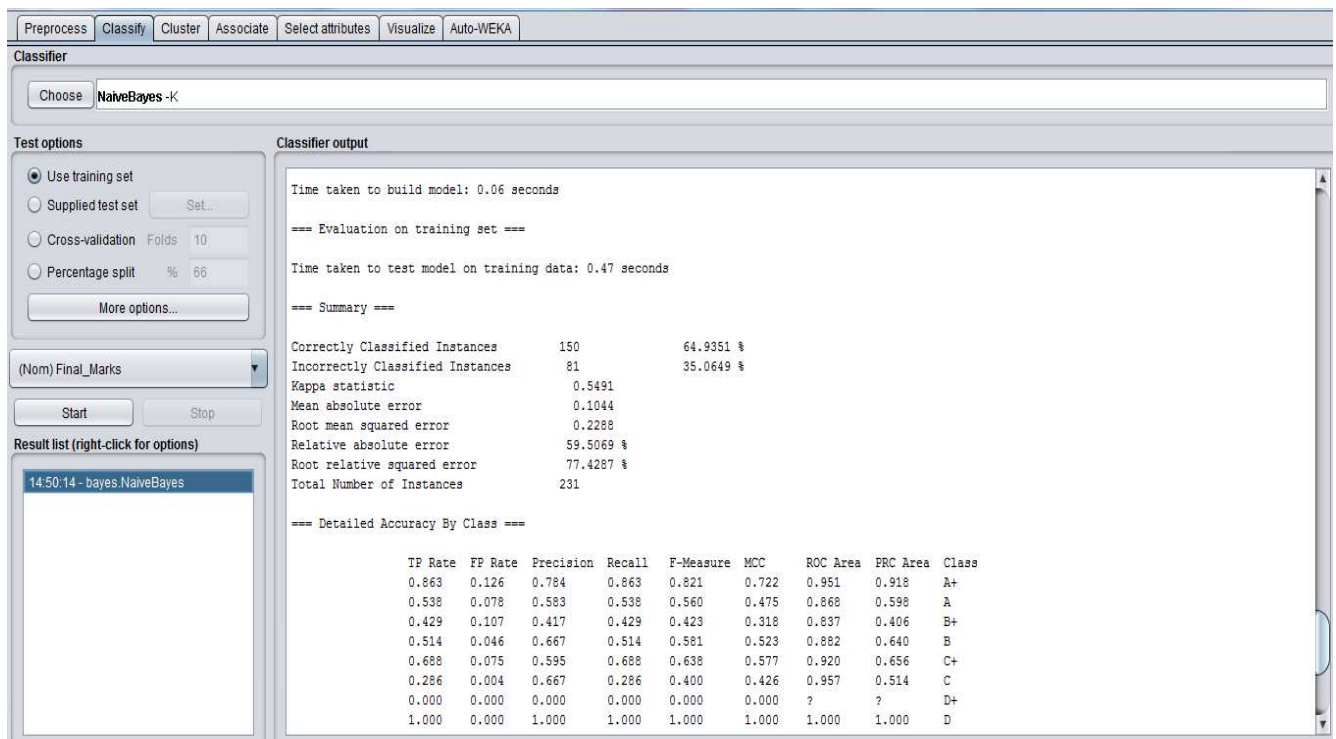 Preprocess Classify Cluster Associate Select attributes Visualize Auto-WEKA
Classifier
Choose NaiveBayes -K
Test options
Use training set
Supplied test set Set...
Cross-validation Folds 10
Percentage split % 66
More options...
(Nom) Final_Marks
Start Stop
Result list (right-click for options)
14:50:14 - bayes.NaiveBayes
Classifier output
Time taken to build model: 0.06 seconds
=== Evaluation on training set ===
Time taken to test model on training data: 0.47 seconds
=== Summary ===
Correctly Classified Instances 150 64.9351 %
Incorrectly Classified Instances 81 35.0649 %
Kappa statistic 0.5491
Mean absolute error 0.1044
Root mean squared error 0.2288
Relative absolute error 59.5069 %
Root relative squared error 77.4287 %
Total Number of Instances 231
=== Detailed Accuracy By Class ===
TP Rate FP Rate Precision Recall F-Measure MCC ROC Area PRC Area Class
0.863 0.126 0.784 0.863 0.821 0.722 0.951 0.918 A+
0.538 0.078 0.583 0.538 0.560 0.475 0.868 0.598 A
0.429 0.107 0.417 0.429 0.423 0.318 0.837 0.406 B+
0.514 0.046 0.667 0.514 0.581 0.523 0.882 0.640 B
0.688 0.075 0.595 0.688 0.638 0.577 0.920 0.656 C+
0.286 0.004 0.667 0.286 0.400 0.426 0.957 0.514 C
0.000 0.000 0.000 0.000 0.000 0.000 ? ? D+
1.000 0.000 1.000 1.000 1.000 1.000 1.000 1.000 D